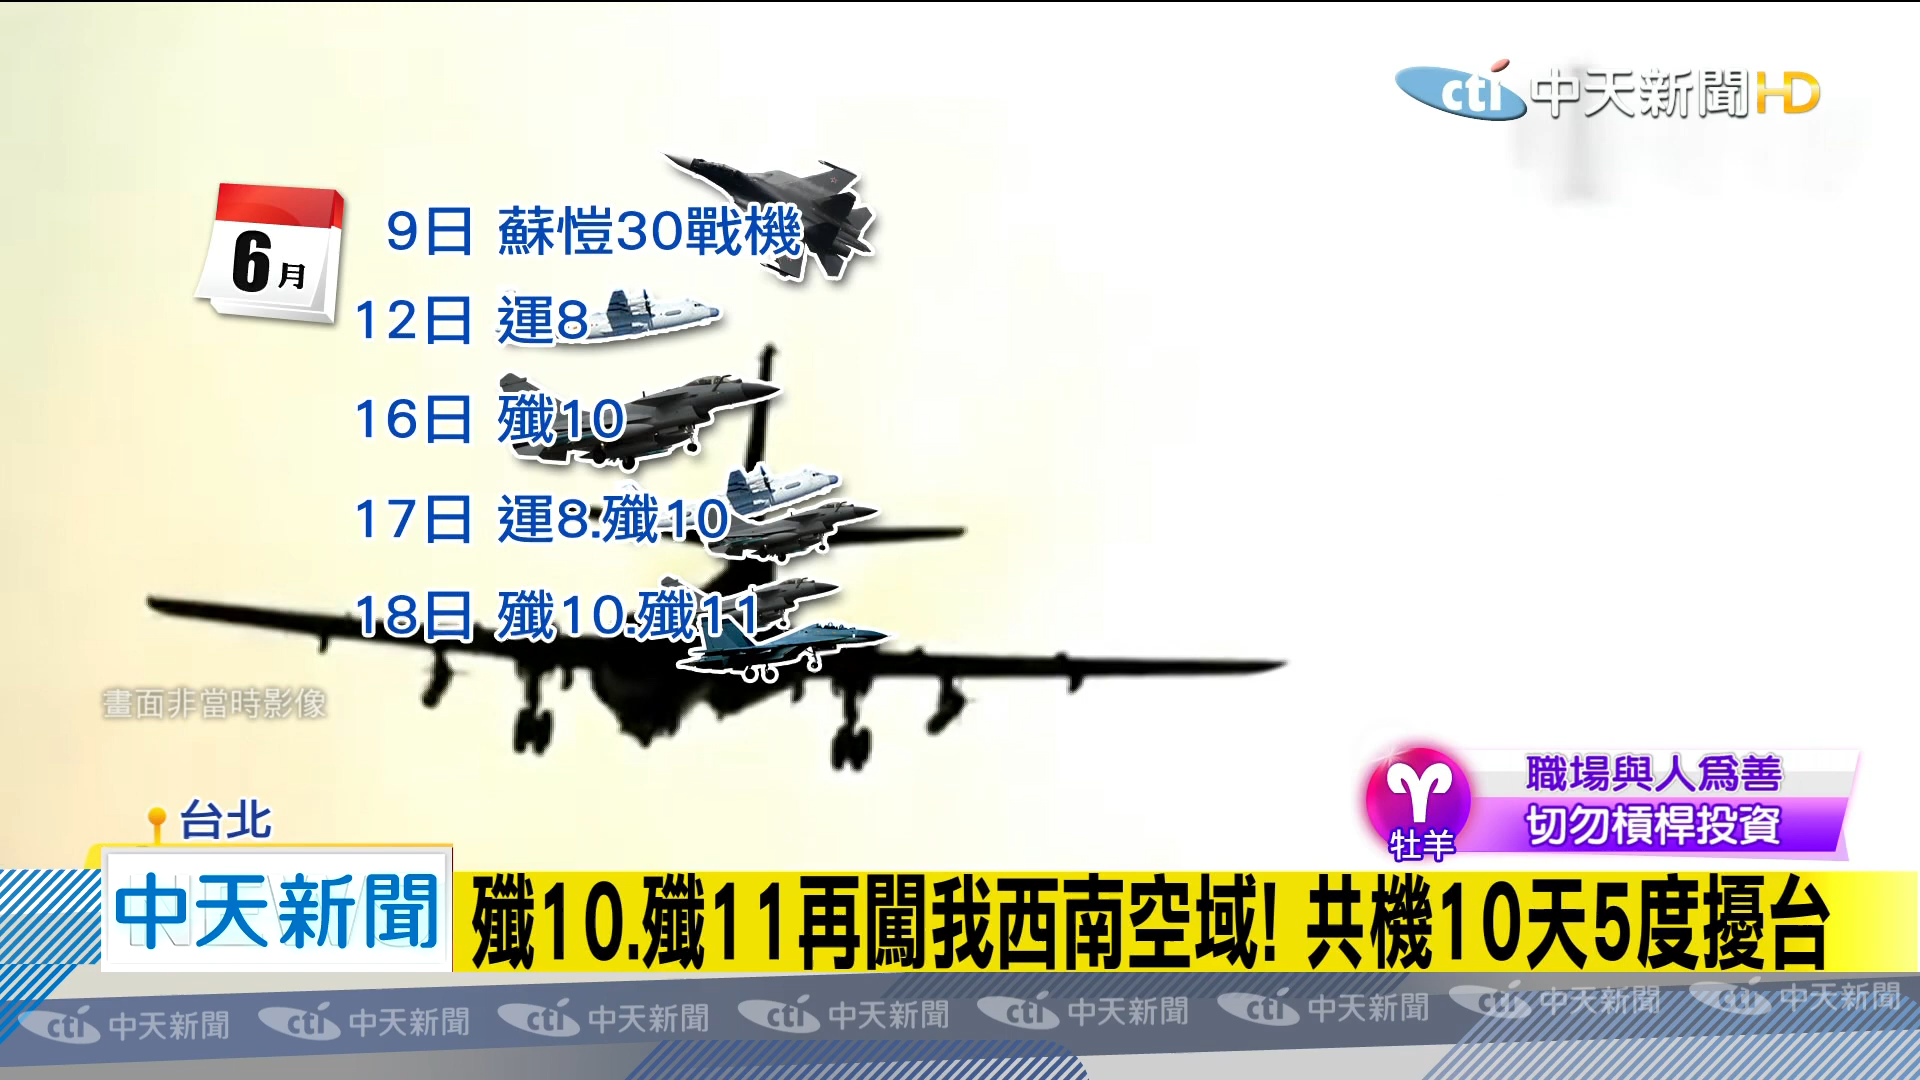 cti 中天新聞HD
6月
9日 蘇愷30戰機
12日 運8
16日 殲10
17日 運8.殲10
18日 殲10.殲11
畫面非當時影像
台北
職場與人為善
切勿槓桿投資
牡羊
中天新聞
殲10.殲11再闖我西南空域! 共機10天5度擾台
cti 中天新聞 cti 中天新聞 cti 中天新聞 cti 中天新聞 cti 中天新聞 cti 中天新聞 cti 中天新聞 cti 中天新聞